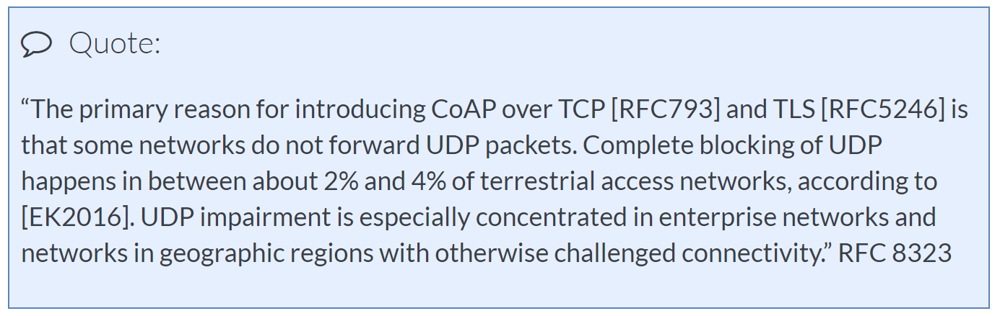 Quote:
“The primary reason for introducing CoAP over TCP [RFC793] and TLS [RFC5246] is
that some networks do not forward UDP packets. Complete blocking of UDP
happens in between about 2% and 4% of terrestrial access networks, according to
[EK2016]. UDP impairment is especially concentrated in enterprise networks and
networks in geographic regions with otherwise challenged connectivity.” RFC 8323